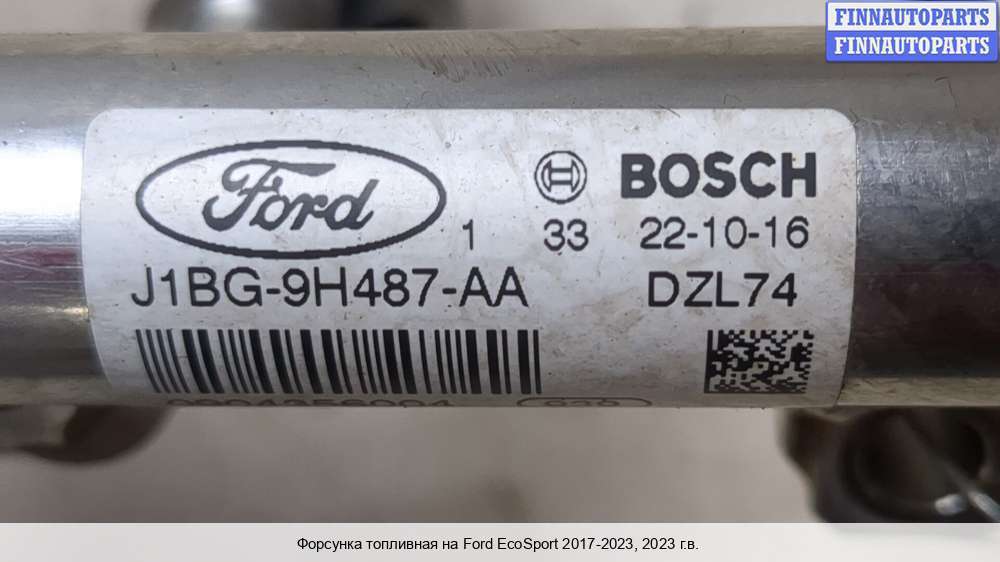 FINNAUTOPARTS
FINNAUTOPARTS
Ford
BOSCH
1 33 22-10-16
J1BG-9H487-AA DZL74
Форсунка топливная на Ford EcoSport 2017-2023, 2023 г.в.